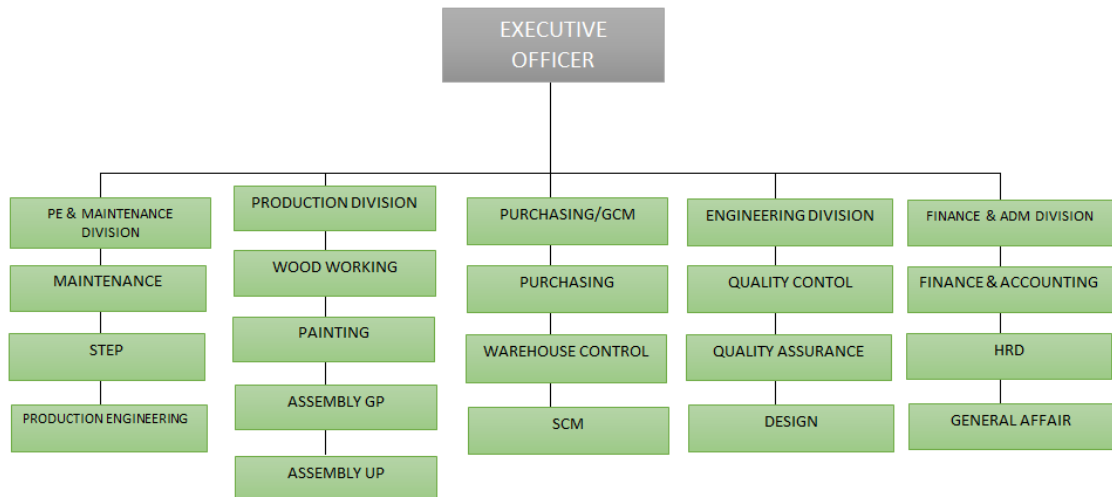 EXECUTIVE
OFFICER
PE & MAINTENANCE
DIVISION
PRODUCTION DIVISION
PURCHASING/GCM
ENGINEERING DIVISION
FINANCE & ADM DIVISION
MAINTENANCE
WOOD WORKING
PURCHASING
QUALITY CONTOL
FINANCE & ACCOUNTING
STEP
PAINTING
WAREHOUSE CONTROL
QUALITY ASSURANCE
HRD
PRODUCTION ENGINEERING
ASSEMBLY GP
SCM
DESIGN
GENERAL AFFAIR
ASSEMBLY UP